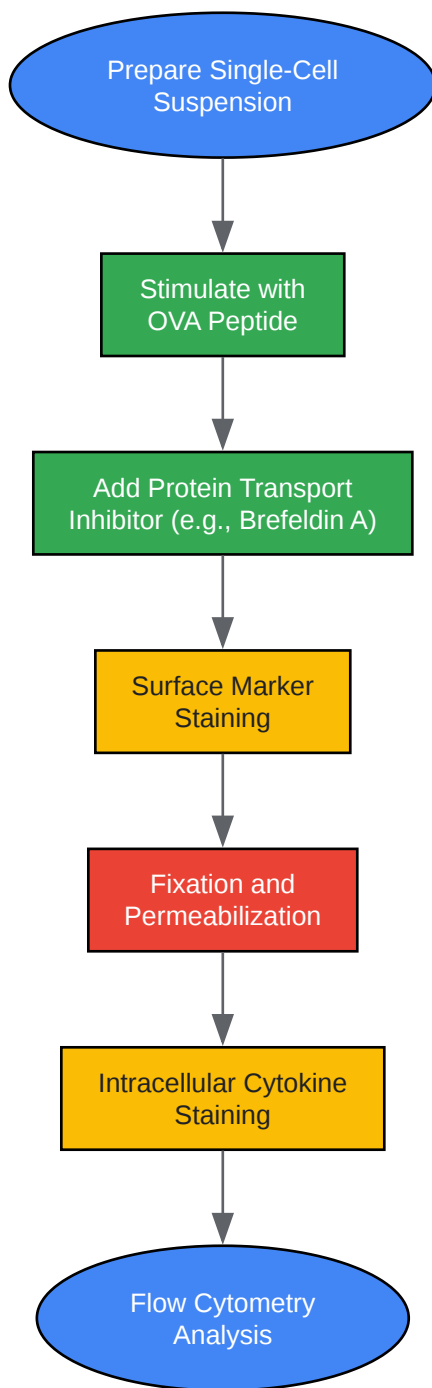 Prepare Single-Cell
Suspension
Stimulate with
OVA Peptide
Add Protein Transport
Inhibitor (e.g., Brefeldin A)
Surface Marker
Staining
Fixation and
Permeabilization
Intracellular Cytokine
Staining
Flow Cytometry
Analysis